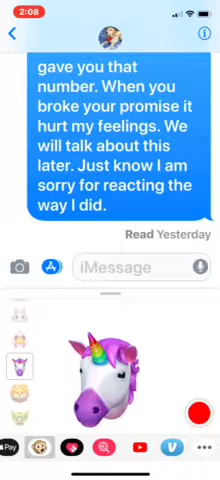 2:08
gave you that
number. When you
broke your promise it
hurt my feelings. We
will talk about this
later. Just know I am
sorry for reacting the
way I did.
Read Yesterday
iMessage
Pay